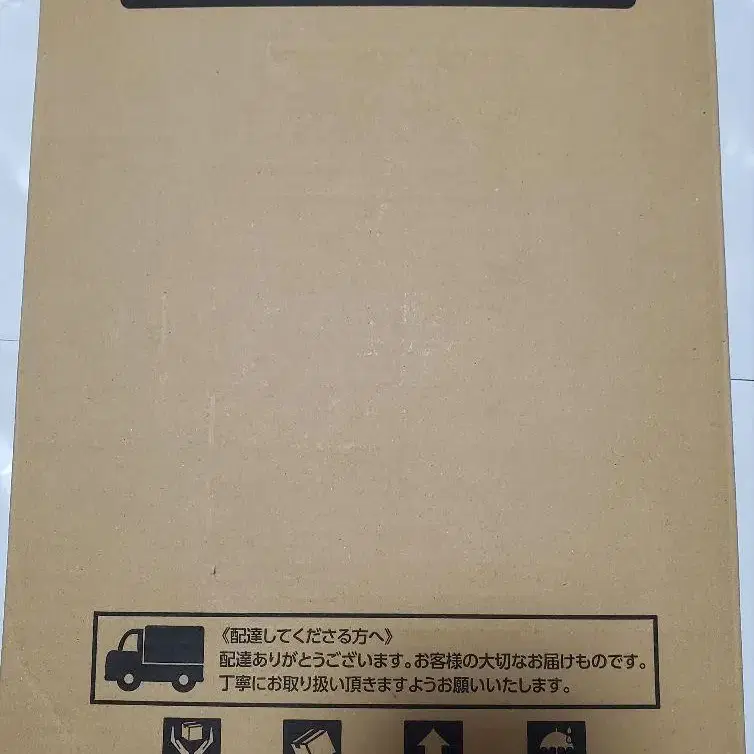 《配達してくださる方へ》
配達ありがとうございます。お客様の大切なお届けものです。
丁寧にお取り扱い頂きますようお願いいたします。